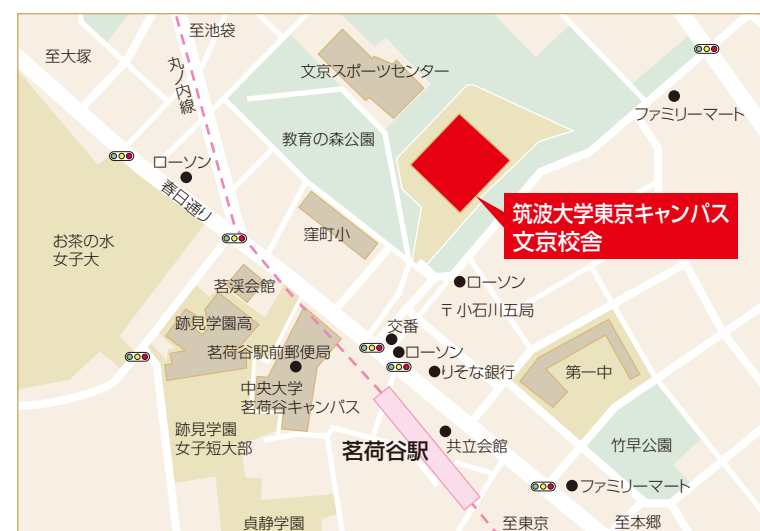 至池袋
至大塚
丸ノ内線
文京スポーツセンター
ファミリーマート
教育の森公園
ローソン
春日通り
筑波大学東京キャンパス
文京校舎
お茶の水
女子大
窪町小
茗渓会館
ローソン
〒小石川五局
跡見学園高
交番
茗荷谷駅前郵便局
ローソン
りそな銀行
第一中
中央大学
茗荷谷キャンパス
跡見学園
女子短大部
茗荷谷駅
共立会館
竹早公園
ファミリーマート
貞静学園
至東京
至本郷